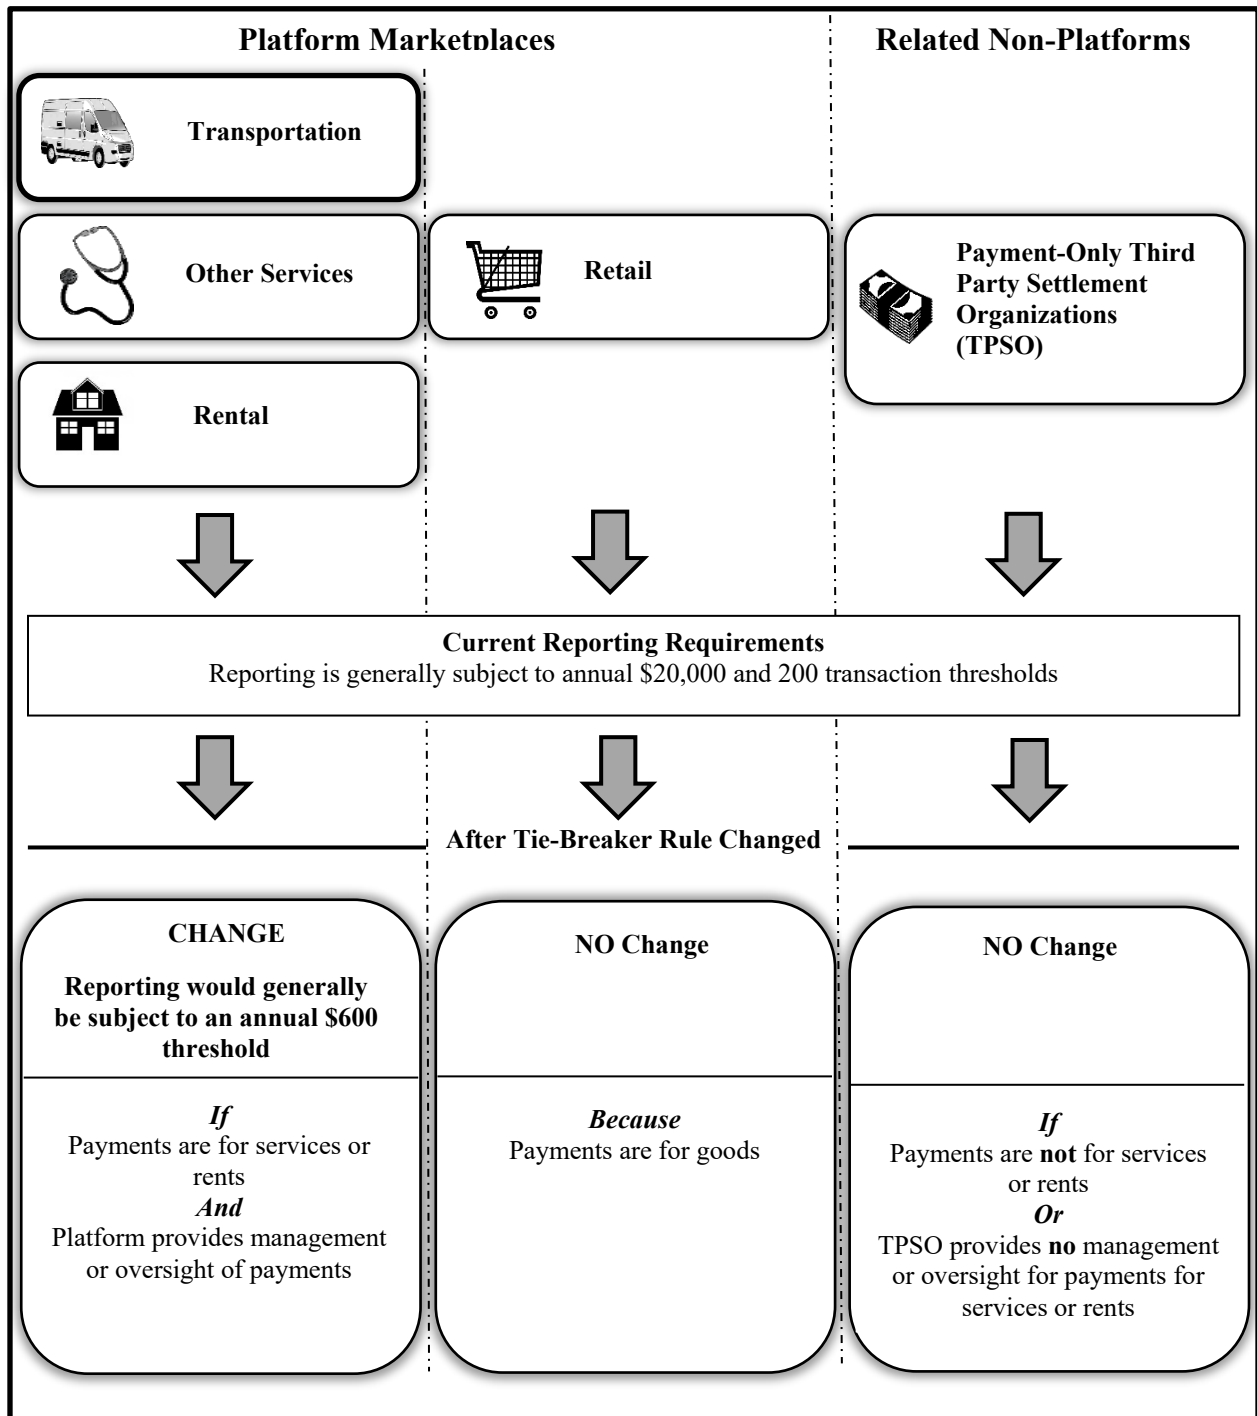 Platform Marketplaces
Related Non-Platforms
Transportation
Other Services
Rental
Retail
Payment-Only Third
Party Settlement
Organizations
(TPSO)
Current Reporting Requirements
Reporting is generally subject to annual $20,000 and 200 transaction thresholds
After Tie-Breaker Rule Changed
CHANGE
Reporting would generally
be subject to an annual $600
threshold
If
Payments are for services or
rents
And
Platform provides management
or oversight of payments
NO Change
Because
Payments are for goods
NO Change
If
Payments are not for services
or rents
Or
TPSO provides no management
or oversight for payments for
services or rents